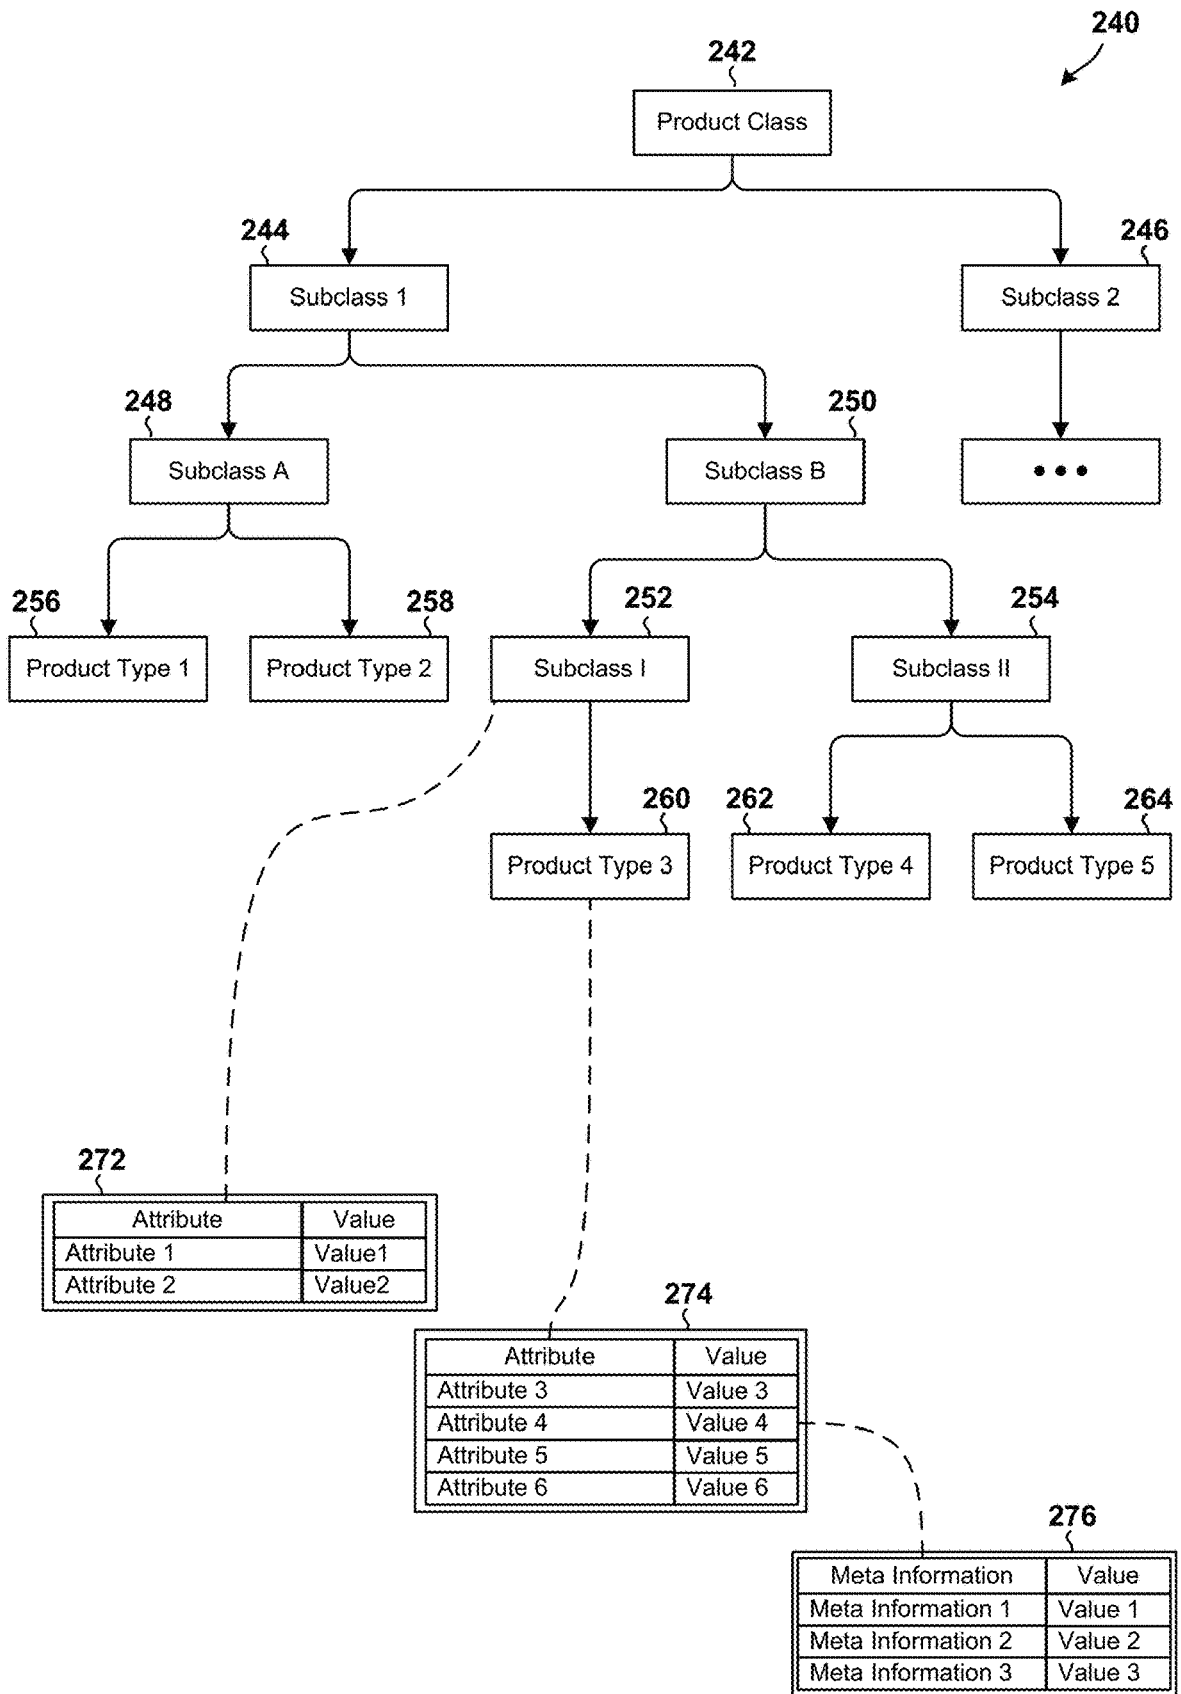 240
242
Product Class
244
246
Subclass 1
Subclass 2
248
250
Subclass A
Subclass B
•••
256
258
252
254
Product Type 1
Product Type 2
Subclass I
Subclass II
260
262
264
Product Type 3
Product Type 4
Product Type 5
272
Attribute Value
Attribute 1 Value1
Attribute 2 Value2
274
Attribute Value
Attribute 3 Value 3
Attribute 4 Value 4
Attribute 5 Value 5
Attribute 6 Value 6
276
Meta Information Value
Meta Information 1 Value 1
Meta Information 2 Value 2
Meta Information 3 Value 3